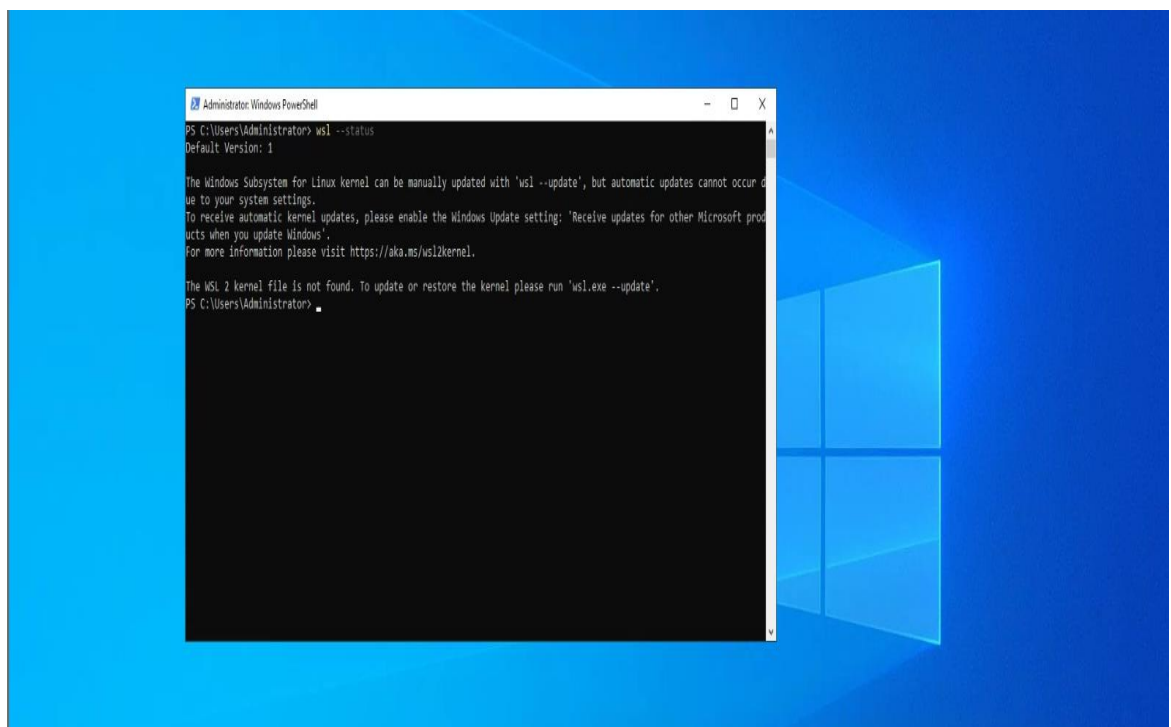 Administrator: Windows PowerShell
PS C:\Users\Administrator> wsl --status
Default Version: 1
The Windows Subsystem for Linux kernel can be manually updated with 'wsl --update', but automatic updates cannot occur d
ue to your system settings.
To receive automatic kernel updates, please enable the Windows Update setting: 'Receive updates for other Microsoft prod
ucts when you update Windows'.
For more information please visit https://aka.ms/wsl2kernel.
The WSL 2 kernel file is not found. To update or restore the kernel please run 'wsl.exe --update'.
PS C:\Users\Administrator>